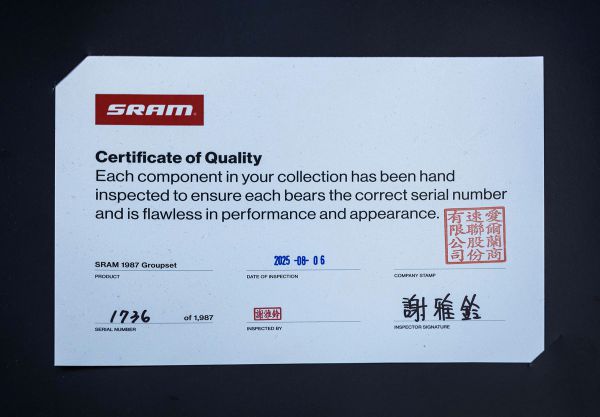 SRAM
Certificate of Quality
Each component in your collection has been hand
inspected to ensure each bears the correct serial number
and is flawless in performance and appearance.
愛爾蘭商
速聯股份
有限公司
SRAM 1987 Groupset
PRODUCT
2025-08-06
DATE OF INSPECTION
COMPANY STAMP
1736 of 1,987
SERIAL NUMBER
謝雅鈴
INSPECTED BY
謝雅鈴
INSPECTOR SIGNATURE